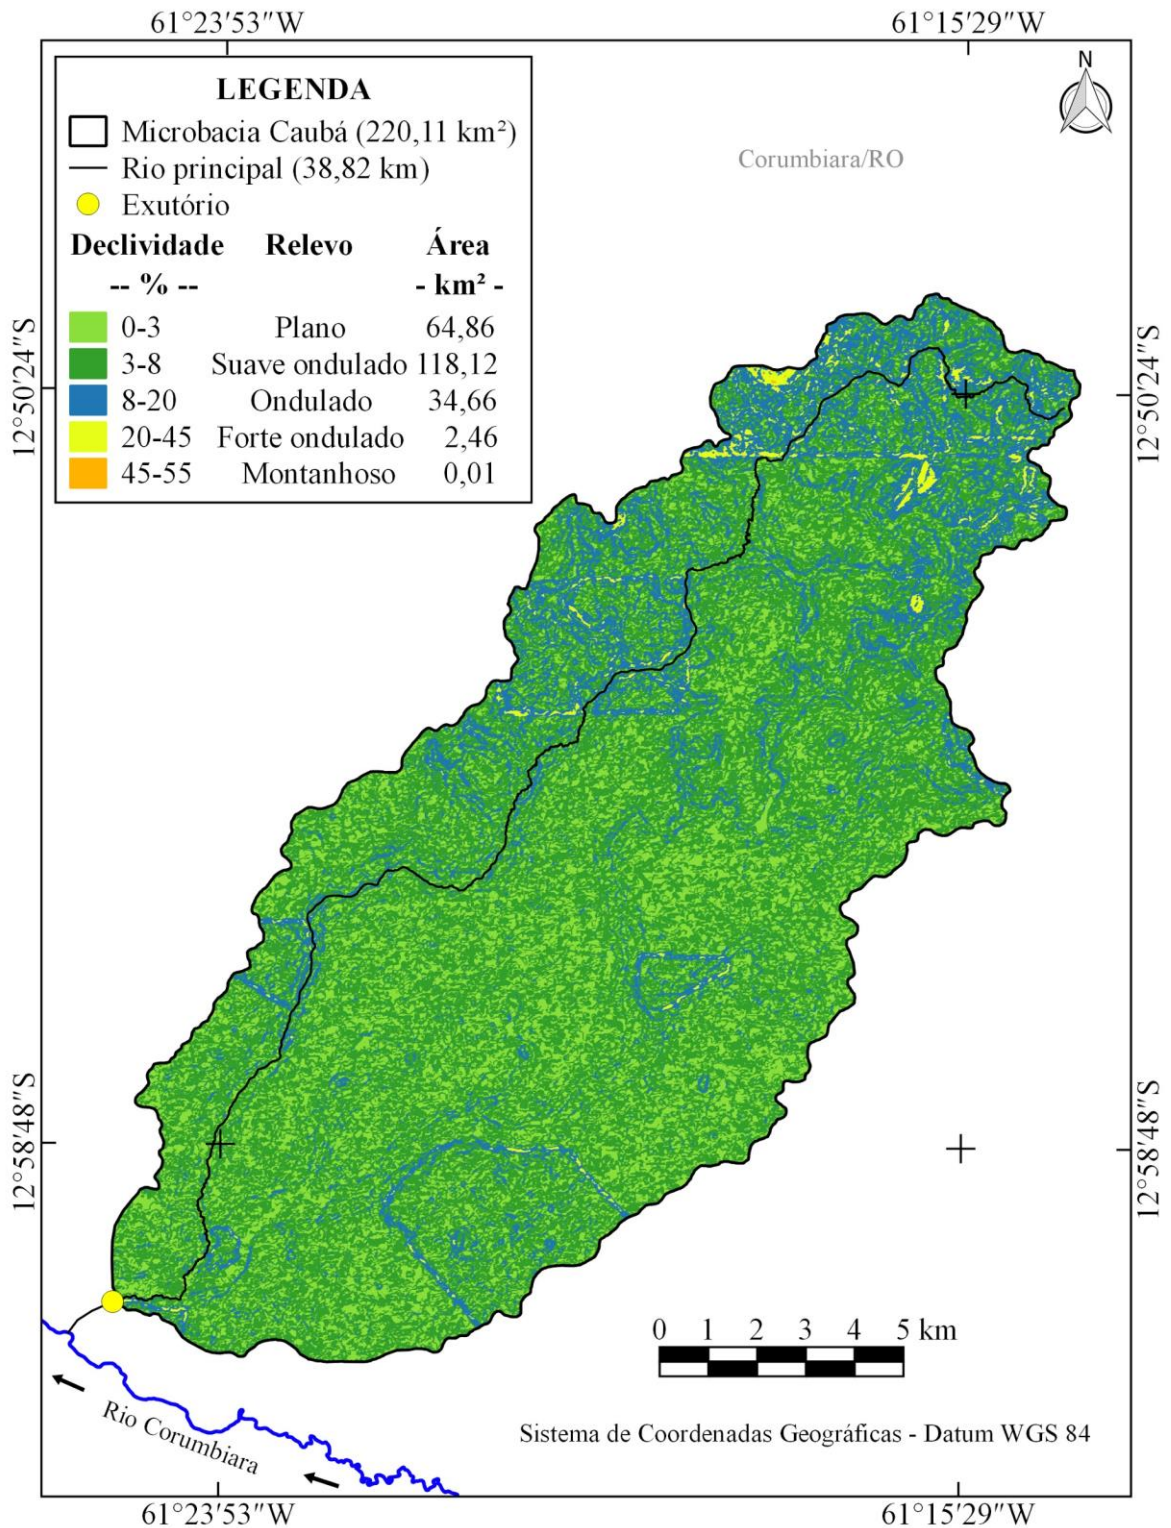 61°23′53″W 61°15′29″W
N
LEGENDA
Microbacia Caubá (220,11 km²)
Rio principal (38,82 km)
Exutório
Corumbiara/RO
Declividade Relevo Área
-- % -- - km² -
0-3 Plano 64,86
3-8 Suave ondulado 118,12
8-20 Ondulado 34,66
20-45 Forte ondulado 2,46
45-55 Montanhoso 0,01
12°50′24″S 12°50′24″S
12°58′48″S 12°58′48″S
0 1 2 3 4 5 km
Rio Corumbiara
Sistema de Coordenadas Geográficas - Datum WGS 84
61°23′53″W 61°15′29″W